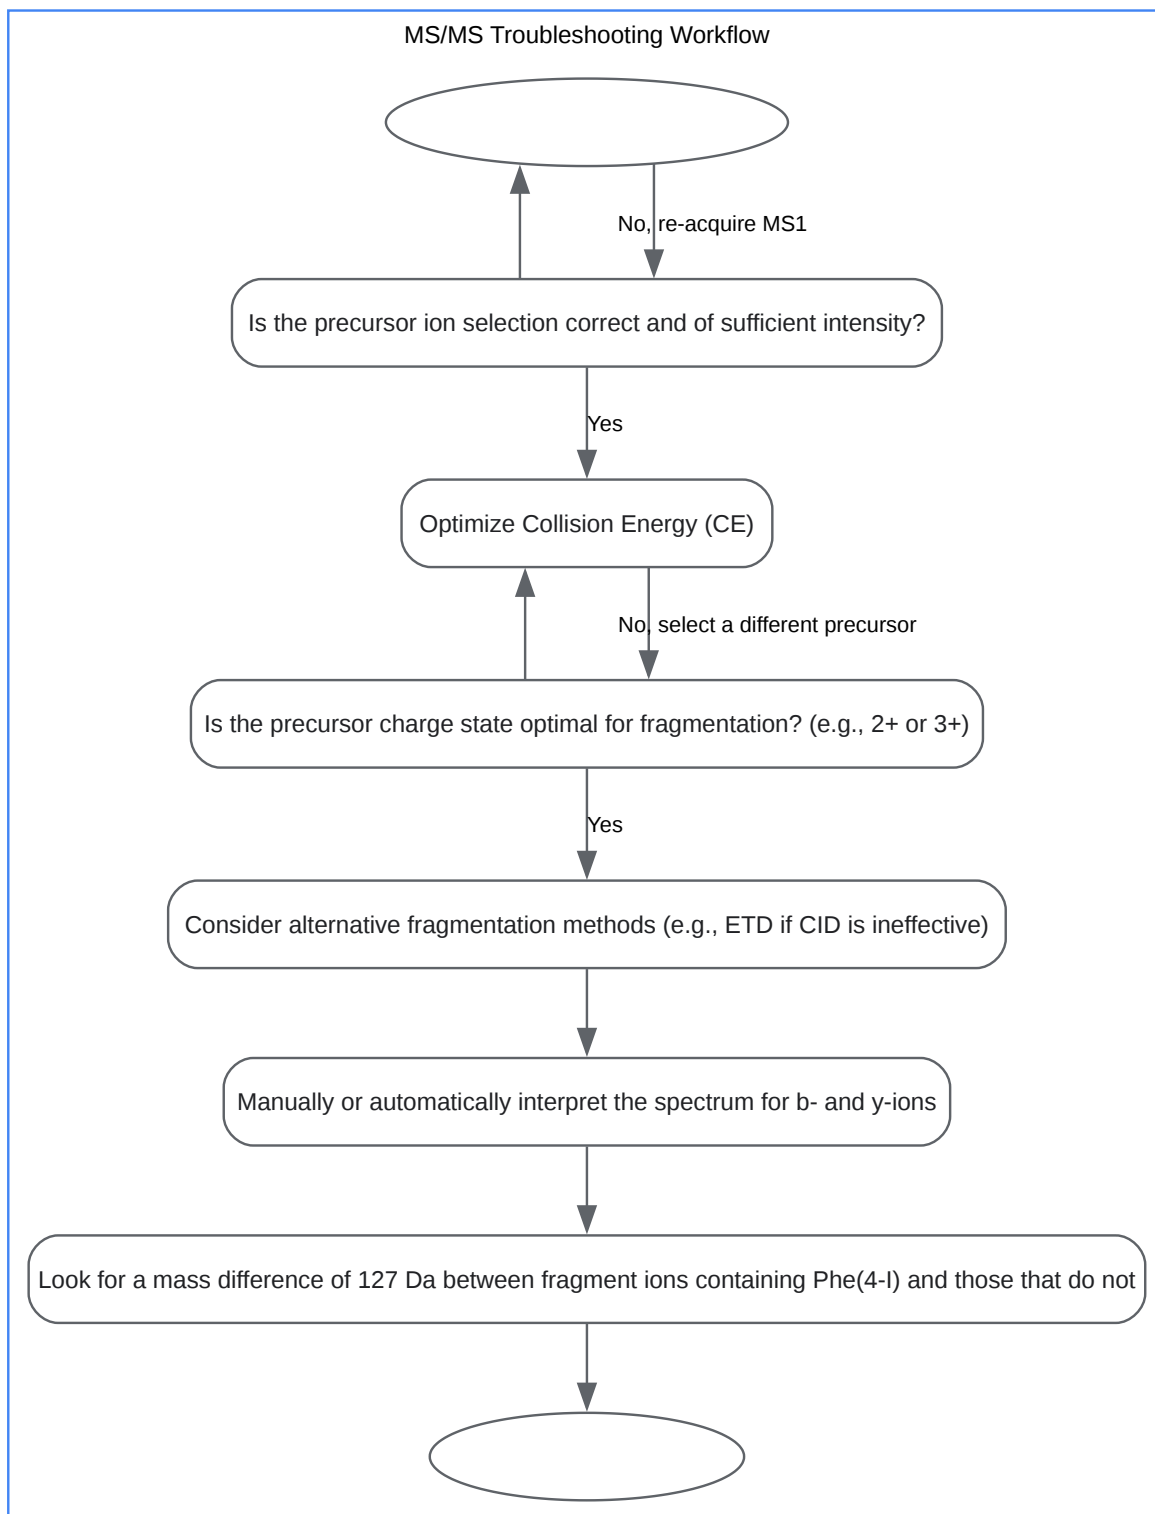 MS/MS Troubleshooting Workflow
No, re-acquire MS1
Is the precursor ion selection correct and of sufficient intensity?
Yes
Optimize Collision Energy (CE)
No, select a different precursor
Is the precursor charge state optimal for fragmentation? (e.g., 2+ or 3+)
Yes
Consider alternative fragmentation methods (e.g., ETD if CID is ineffective)
Manually or automatically interpret the spectrum for b- and y-ions
Look for a mass difference of 127 Da between fragment ions containing Phe(4-I) and those that do not